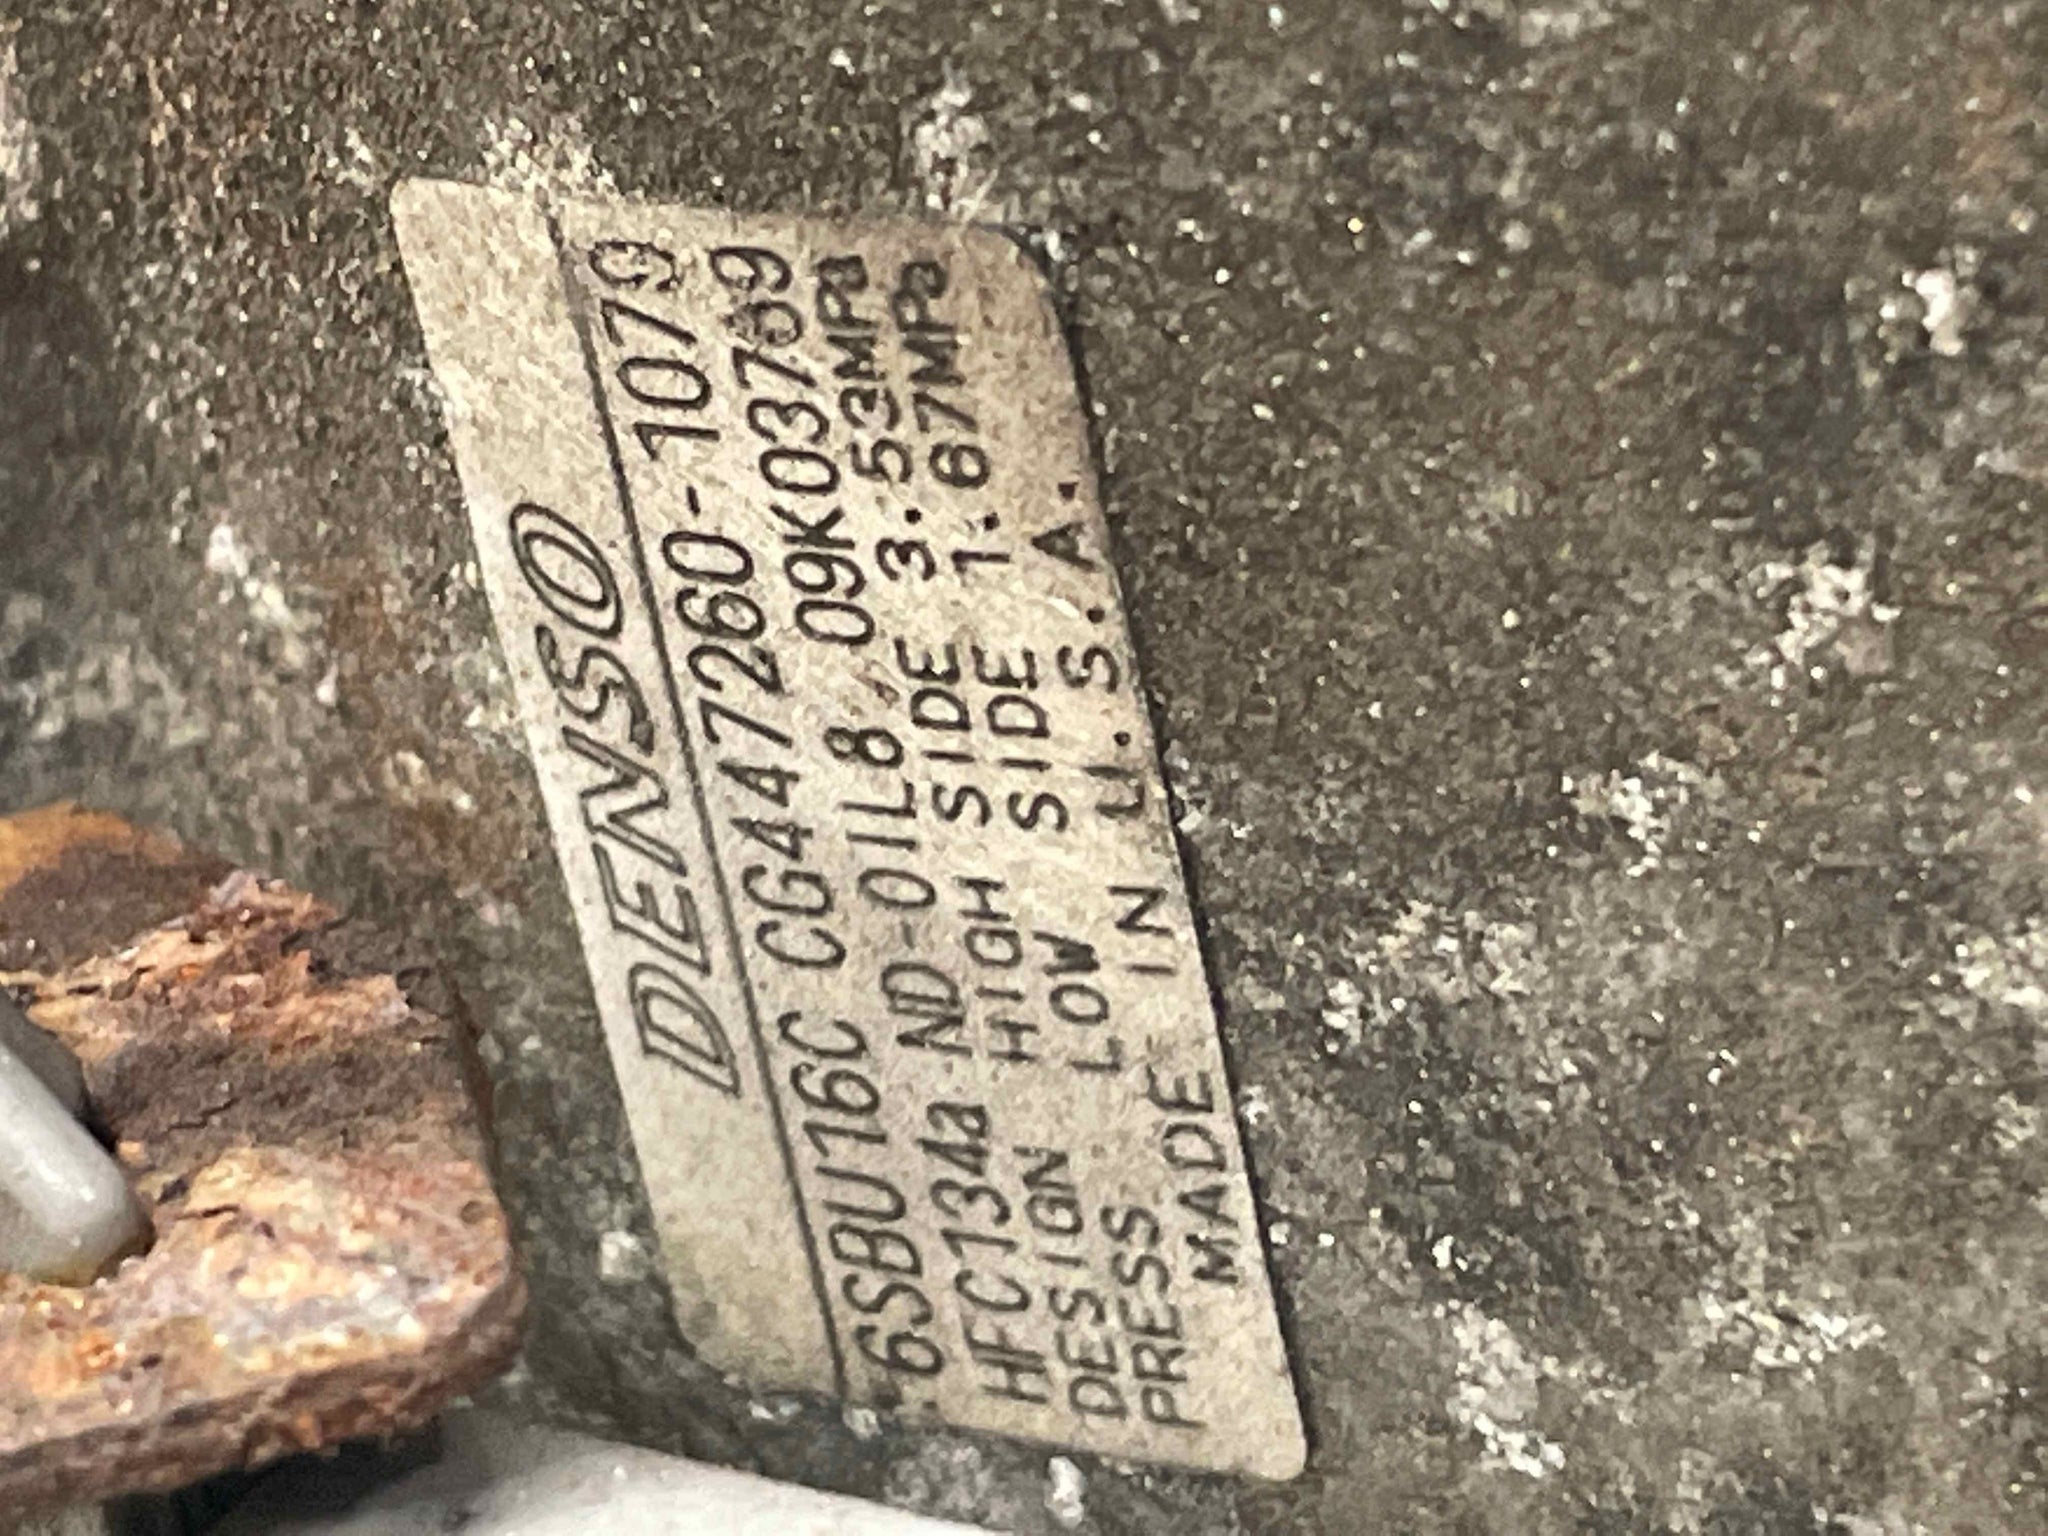 DENSO
6SBU16C CG447260-1079
HFC134a ND-OIL8 09K03789
DESIGN HIGH SIDE 3.53MPa
PRESS LOW SIDE 1.67MPa
MADE IN U.S.A.